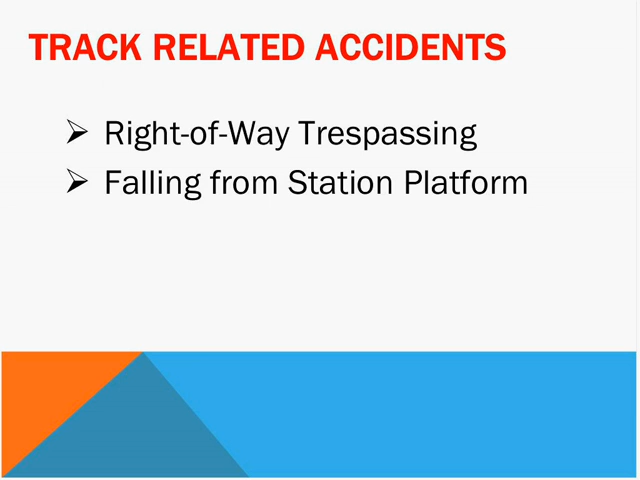 TRACK RELATED ACCIDENTS
➢ Right-of-Way Trespassing
➢ Falling from Station Platform